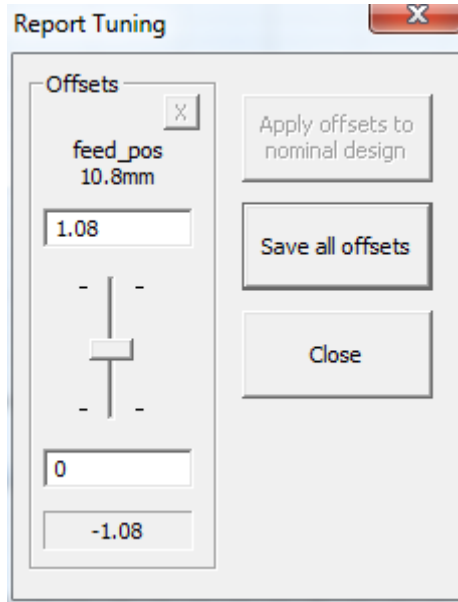 Report Tuning
X
Offsets
X
feed_pos
10.8mm
1.08
0
-1.08
Apply offsets to
nominal design
Save all offsets
Close